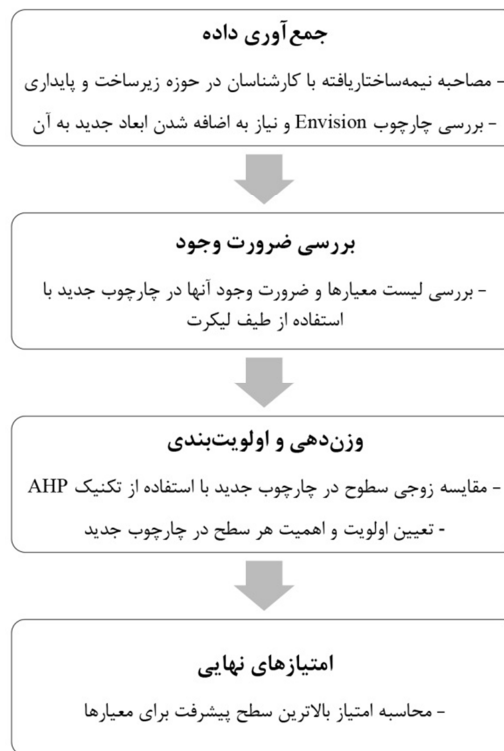 جمع‌آوری داده
- مصاحبه نیمه‌ساختاریافته با کارشناسان در حوزه زیرساخت و پایداری
- بررسی چارچوب Envision و نیاز به اضافه شدن ابعاد جدید به آن
بررسی ضرورت وجود
- بررسی لیست معیارها و ضرورت وجود آنها در چارچوب جدید با
استفاده از طیف لیکرت
وزن‌دهی و اولویت‌بندی
- مقایسه زوجی سطوح در چارچوب جدید با استفاده از تکنیک AHP
- تعیین اولویت و اهمیت هر سطح در چارچوب جدید
امتیازهای نهایی
- محاسبه امتیاز بالاترین سطح پیشرفت برای معیارها